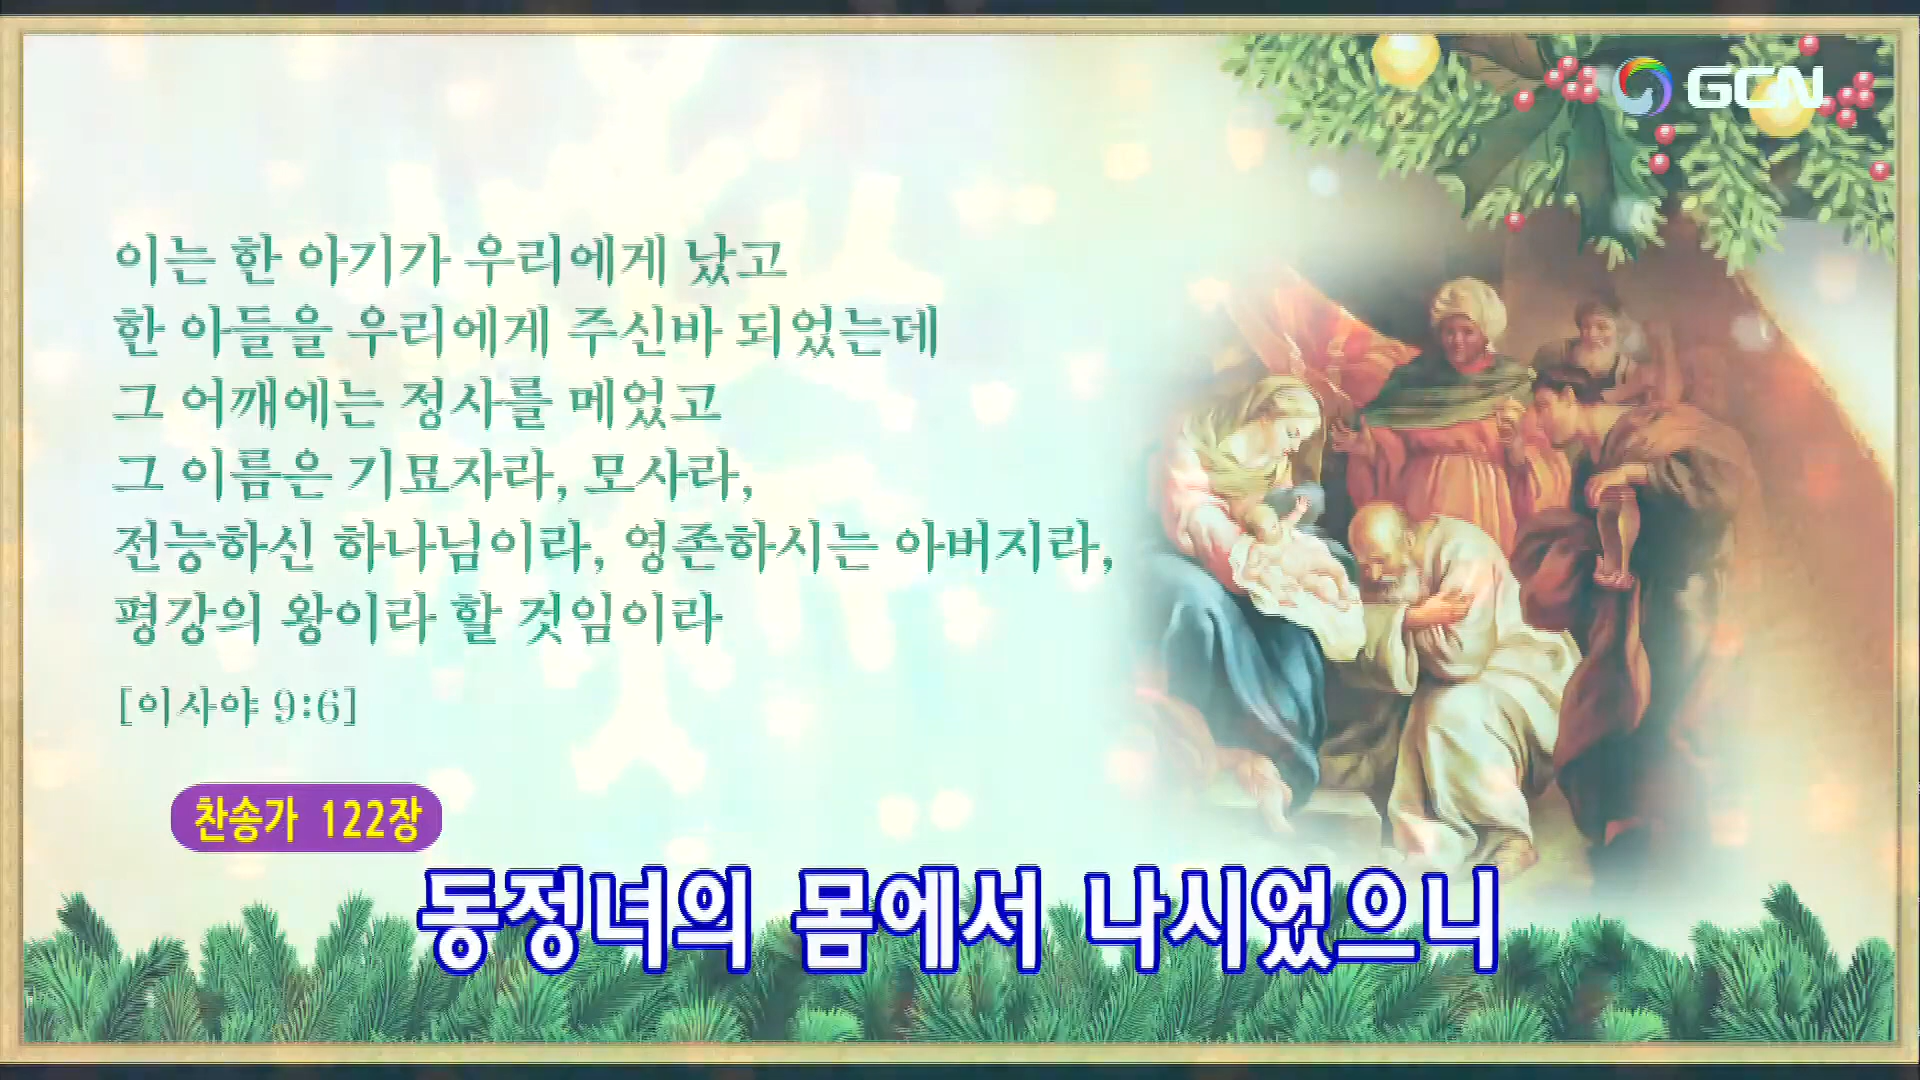 GCN
이는 한 아기가 우리에게 났고
한 아들을 우리에게 주신바 되었는데
그 어깨에는 정사를 메었고
그 이름은 기묘자라, 모사라,
전능하신 하나님이라, 영존하시는 아버지라,
평강의 왕이라 할 것임이라
[이사야 9:6]
찬송가 122장
동정녀의 몸에서 나시었으니